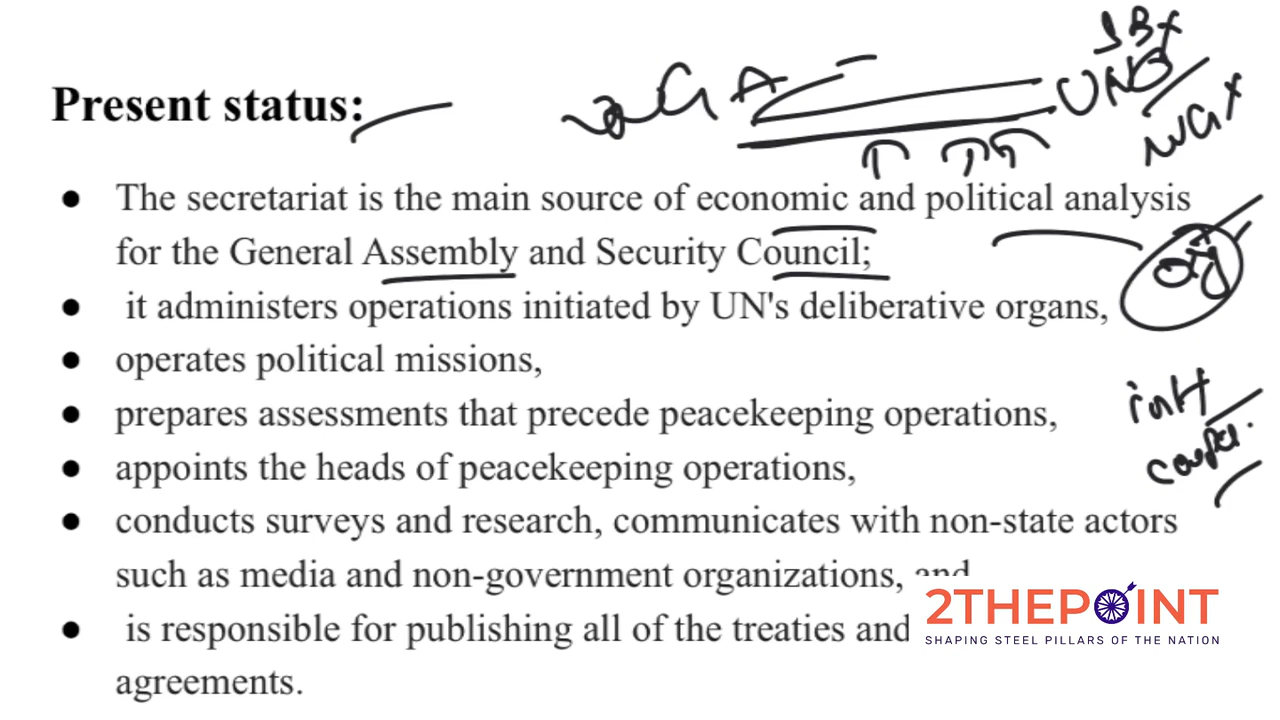 Present status:
GA
UNO
● The secretariat is the main source of economic and political analysis
for the General Assembly and Security Council;
● it administers operations initiated by UN's deliberative organs,
● operates political missions,
● prepares assessments that precede peacekeeping operations,
● appoints the heads of peacekeeping operations,
● conducts surveys and research, communicates with non-state actors
such as media and non-government organizations, and
● is responsible for publishing all of the treaties and
agreements.
2THEPOINT
SHAPING STEEL PILLARS OF THE NATION